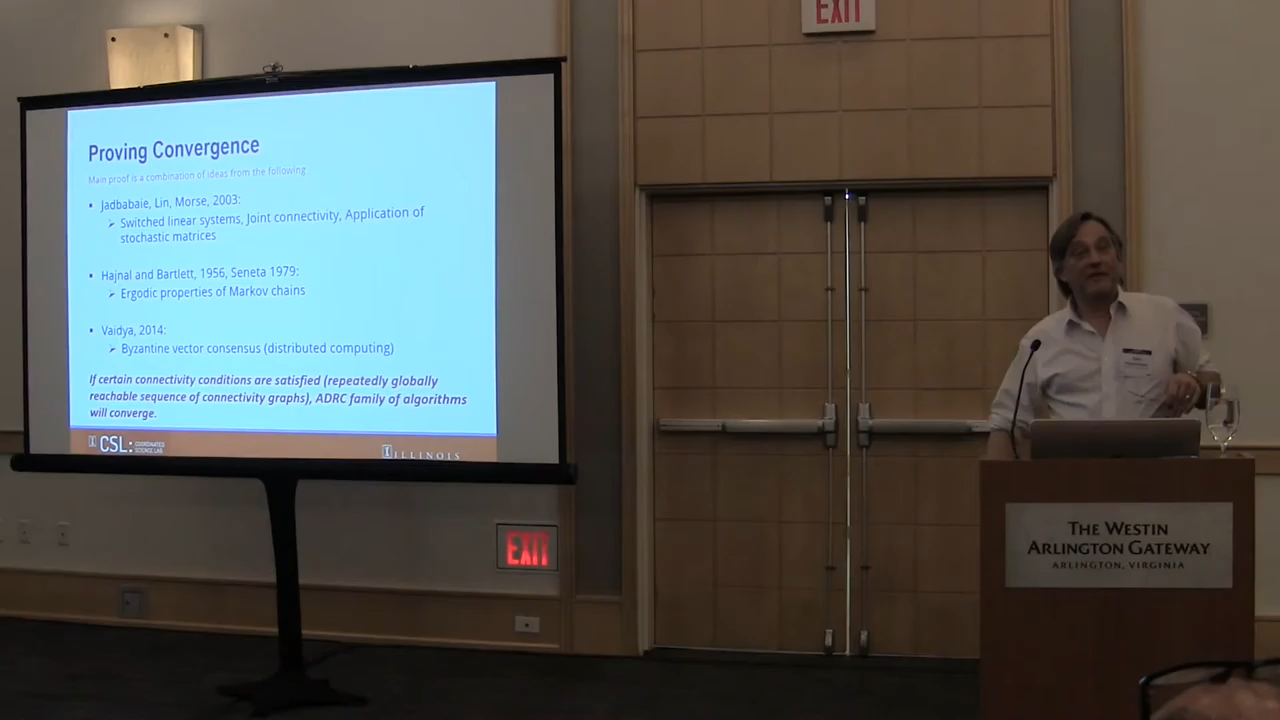 EXIT
Proving Convergence
Main proof is a combination of ideas from the following
▪ Jadbabaie, Lin, Morse, 2003:
➢ Switched linear systems, Joint connectivity, Application of
stochastic matrices
▪ Hajnal and Bartlett, 1956, Seneta 1979:
➢ Ergodic properties of Markov chains
▪ Vaidya, 2014:
➢ Byzantine vector consensus (distributed computing)
If certain connectivity conditions are satisfied (repeatedly globally
reachable sequence of connectivity graphs), ADRC family of algorithms
will converge.
I CSL: COORDINATED
SCIENCE LAB
I ILLINOIS
EXIT
THE WESTIN
ARLINGTON GATEWAY
ARLINGTON, VIRGINIA